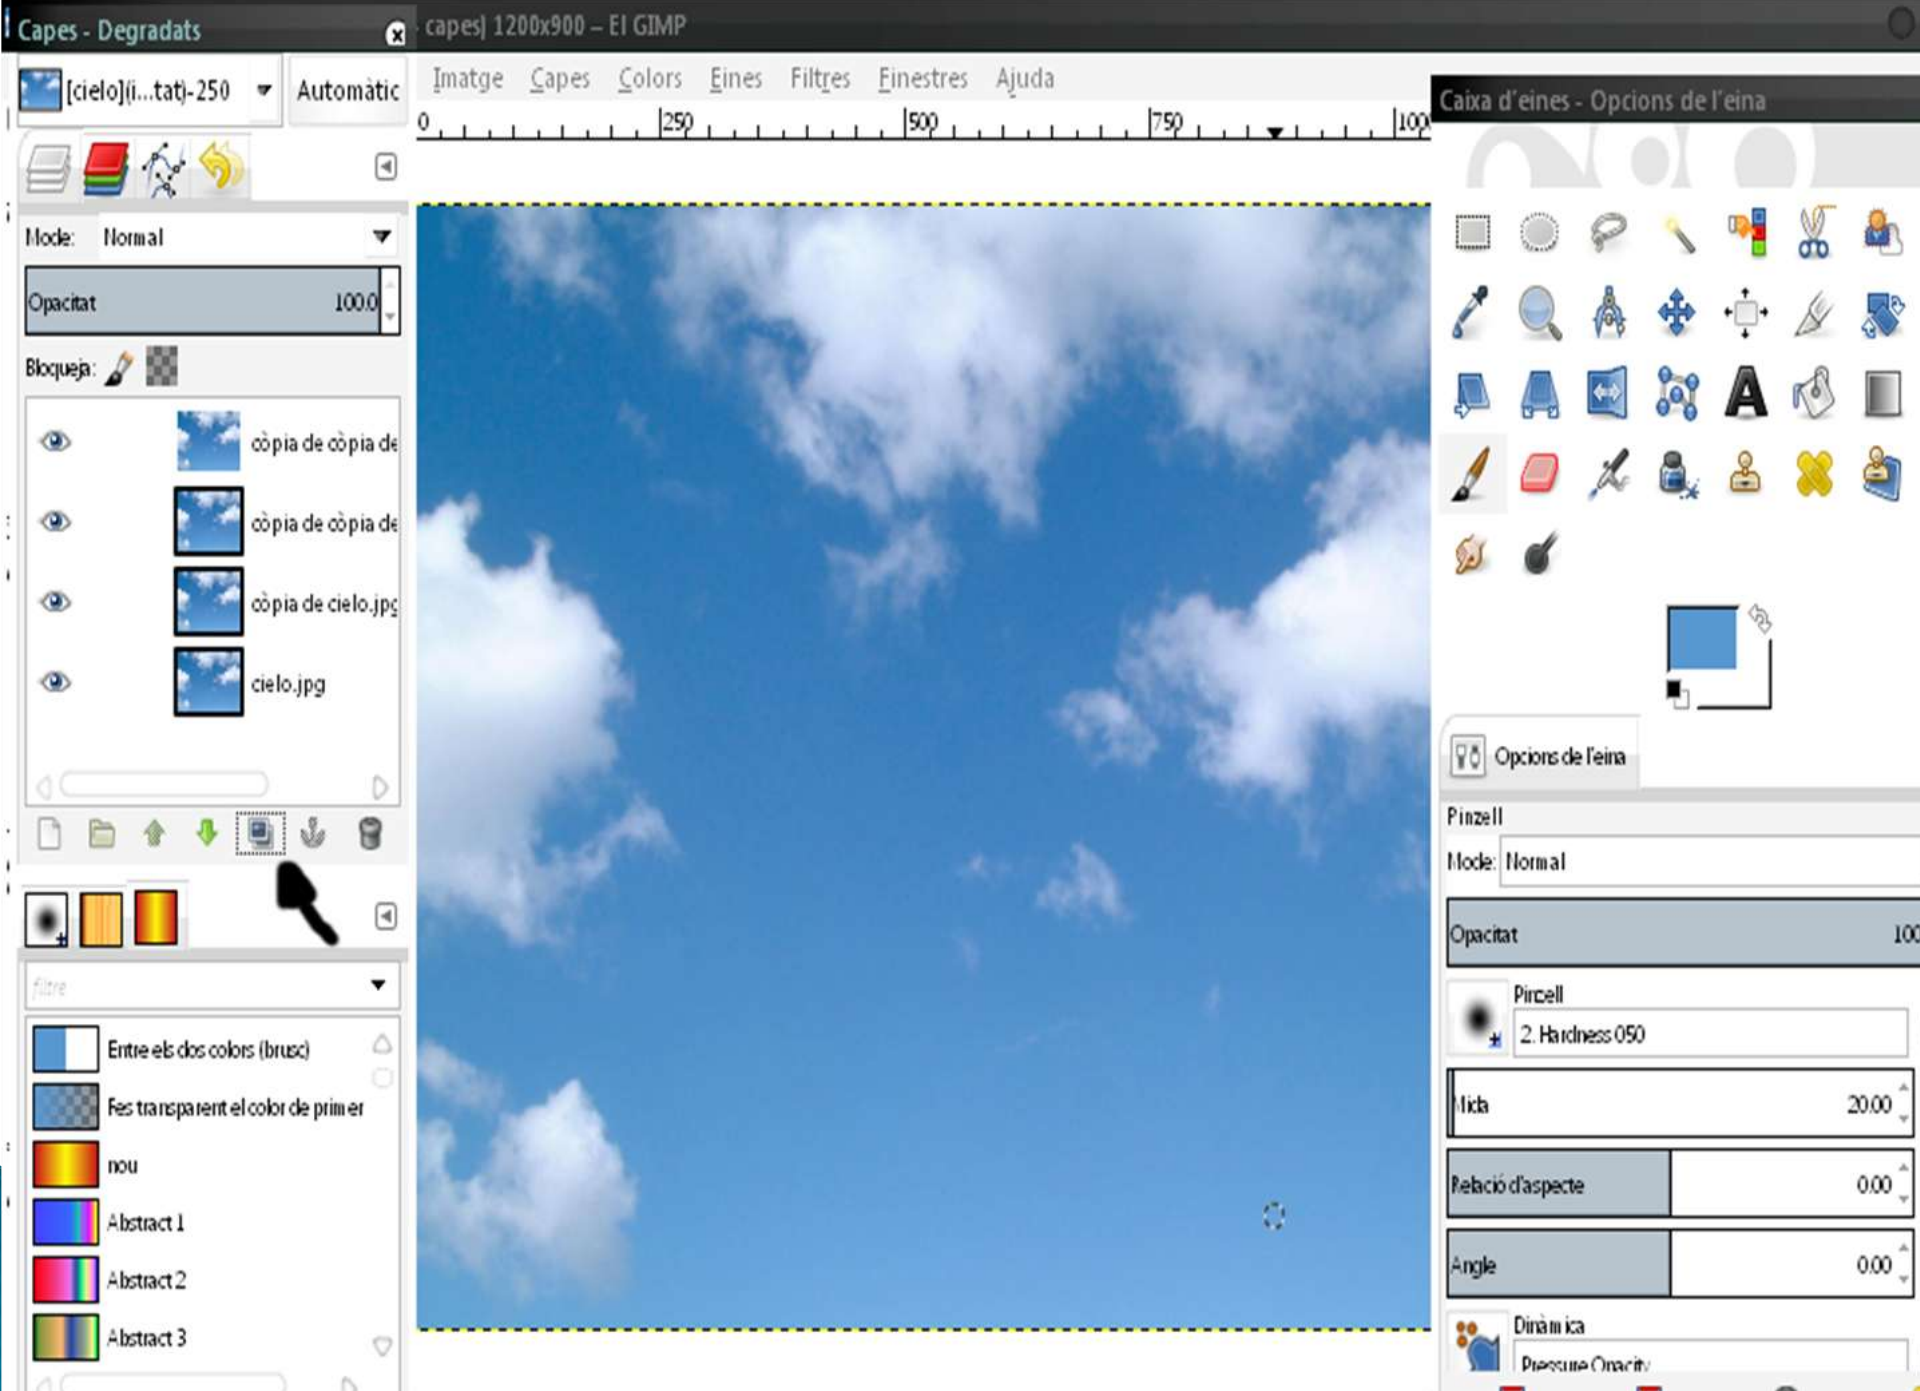 Capes - Degradats
capes) 1200x900 – El GIMP
[cielo](i...tat)-250
Automàtic
Imatge Capes Colors Eines Filtres Finestres Ajuda
0 250 500 750 1000
Mode: Normal
Opacitat 100.0
Bloqueja:
còpia de còpia de
còpia de còpia de
còpia de cielo.jpg
cielo.jpg
filtre
Entre els dos colors (brusc)
Fes transparent el color de primer
nou
Abstract 1
Abstract 2
Abstract 3
Caixa d'eines - Opcions de l'eina
Opcions de l'eina
Pinzell
Mode: Normal
Opacitat 100
Pinzell
2. Hardness 050
Mida 20.00
Relació d'aspecte 0.00
Angle 0.00
Dinàmica
Pressure Opacity